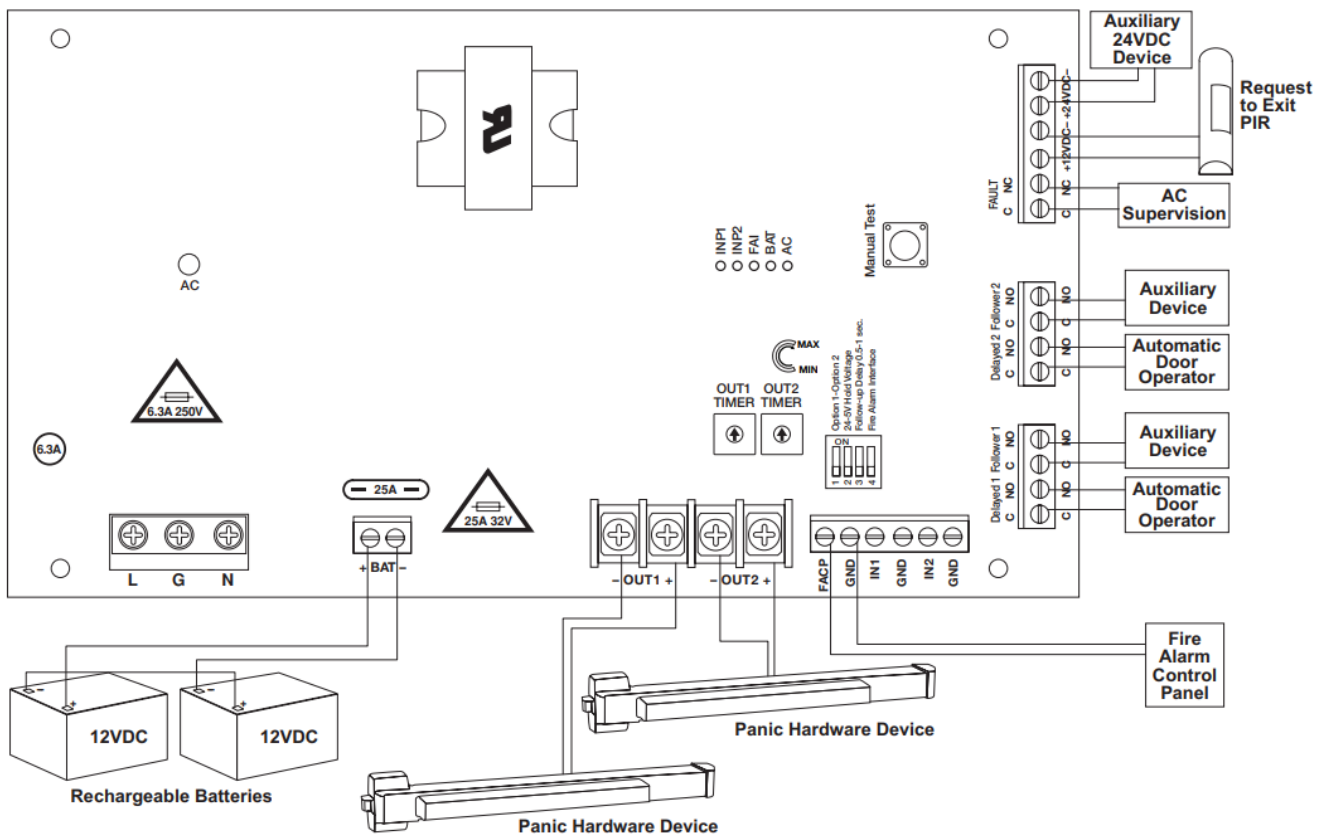 Auxiliary
24VDC
Device
Request
to Exit
PIR
24VDC–
+
12VDC–
+
FAULT
NC
C
NC
C
AC
Supervision
INP1
INP2
FAI
BAT
AC
Manual Test
AC
Follower 2
NO
C
NO
C
Auxiliary
Device
Delayed 2
NO
C
NO
C
Automatic
Door
Operator
MAX
MIN
OUT1
TIMER
OUT2
TIMER
Option 1-Option 2
24-5V Hold Voltage
Follow-up Delay 0.5-1 sec.
Fire Alarm Interface
ON
1
2
3
4
6.3A 250V
6.3A
Follower 1
NO
C
NO
C
Auxiliary
Device
Delayed 1
NO
C
NO
C
Automatic
Door
Operator
25A
25A 32V
L G N
+ BAT –
– OUT1 +
– OUT2 +
FACP
GND
IN1
GND
IN2
GND
Fire
Alarm
Control
Panel
- +
12VDC
- +
12VDC
Rechargeable Batteries
Panic Hardware Device
Panic Hardware Device